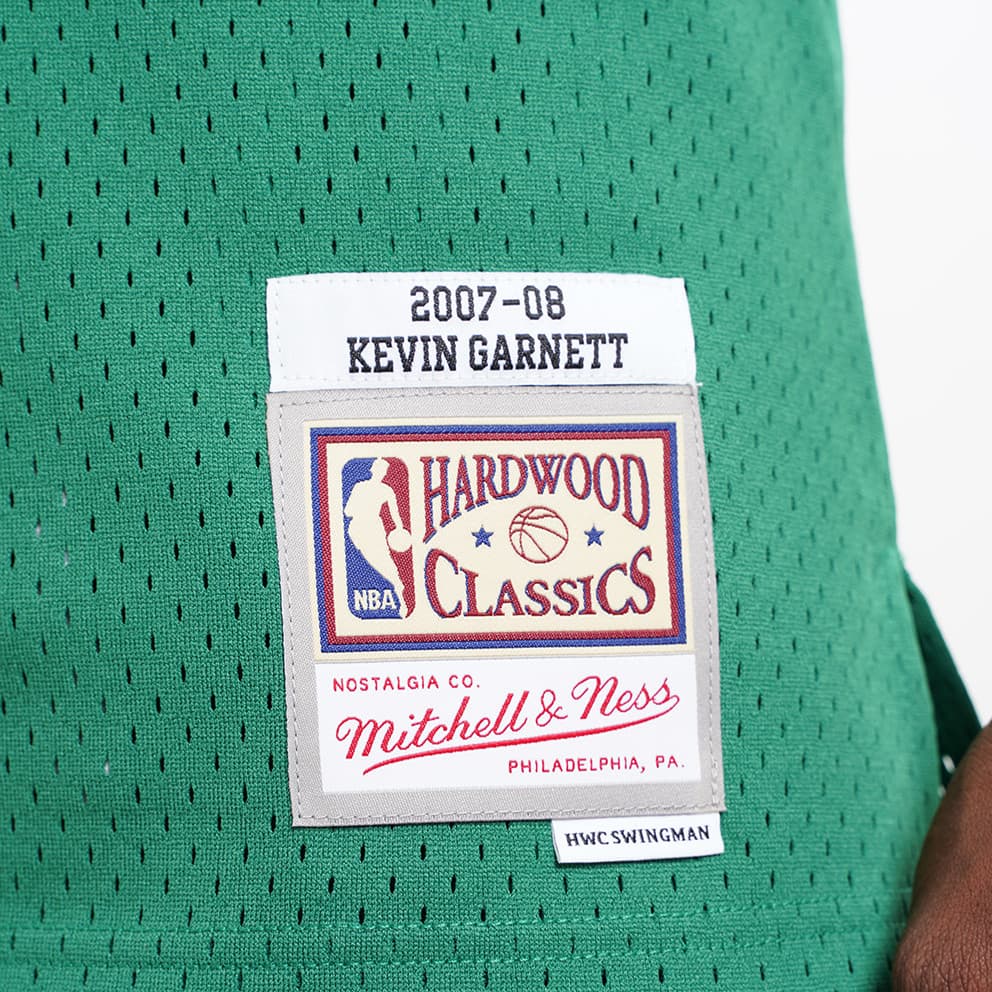 2007-08
KEVIN GARNETT
HARDWOOD
NBA
CLASSICS
NOSTALGIA CO.
Mitchell & Ness
PHILADELPHIA, PA.
HWC SWINGMAN